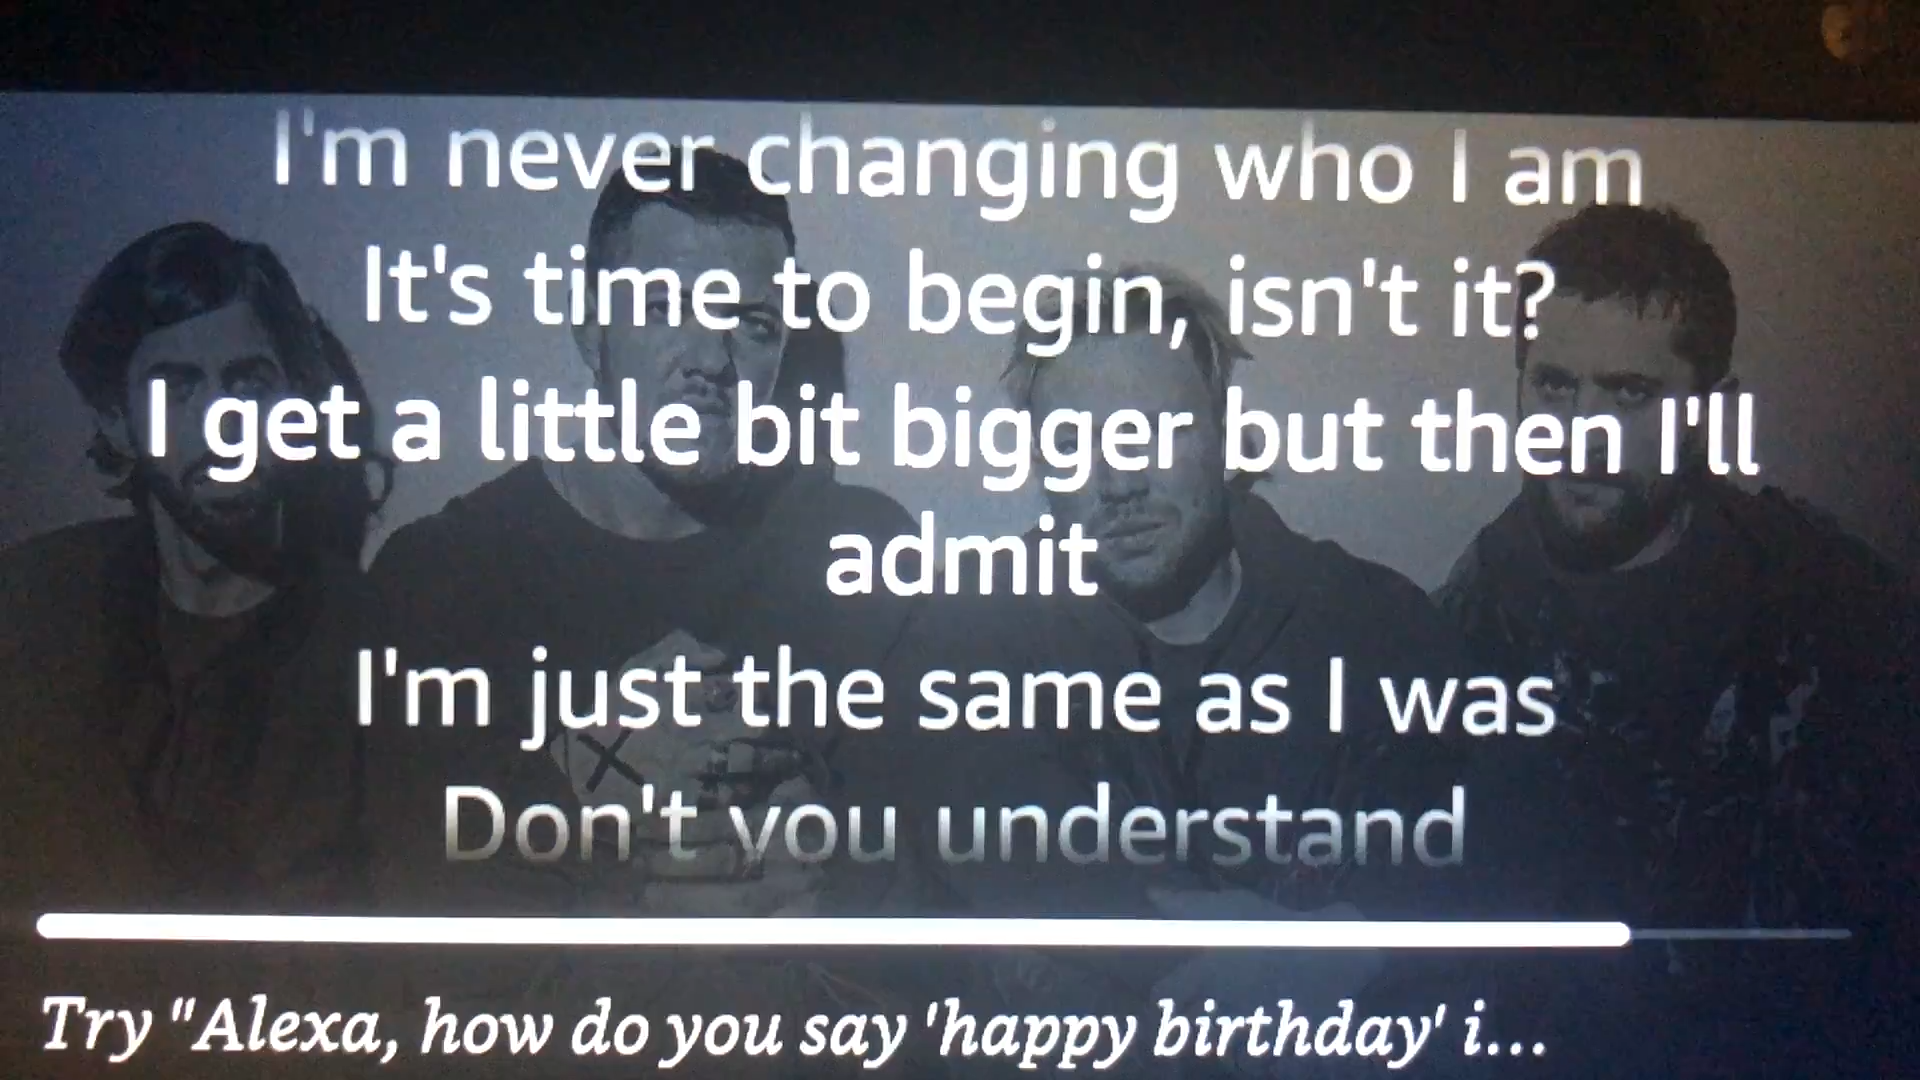 I'm never changing who I am
It's time to begin, isn't it?
I get a little bit bigger but then I'll
admit
I'm just the same as I was
Don't you understand
Try "Alexa, how do you say 'happy birthday' i...